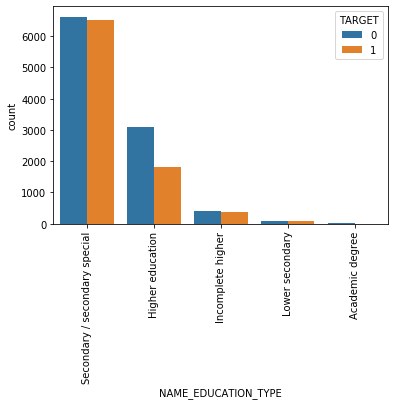 TARGET
0
1
6000
5000
4000
3000
2000
1000
0
count
Secondary / secondary special
Higher education
Incomplete higher
Lower secondary
Academic degree
NAME_EDUCATION_TYPE